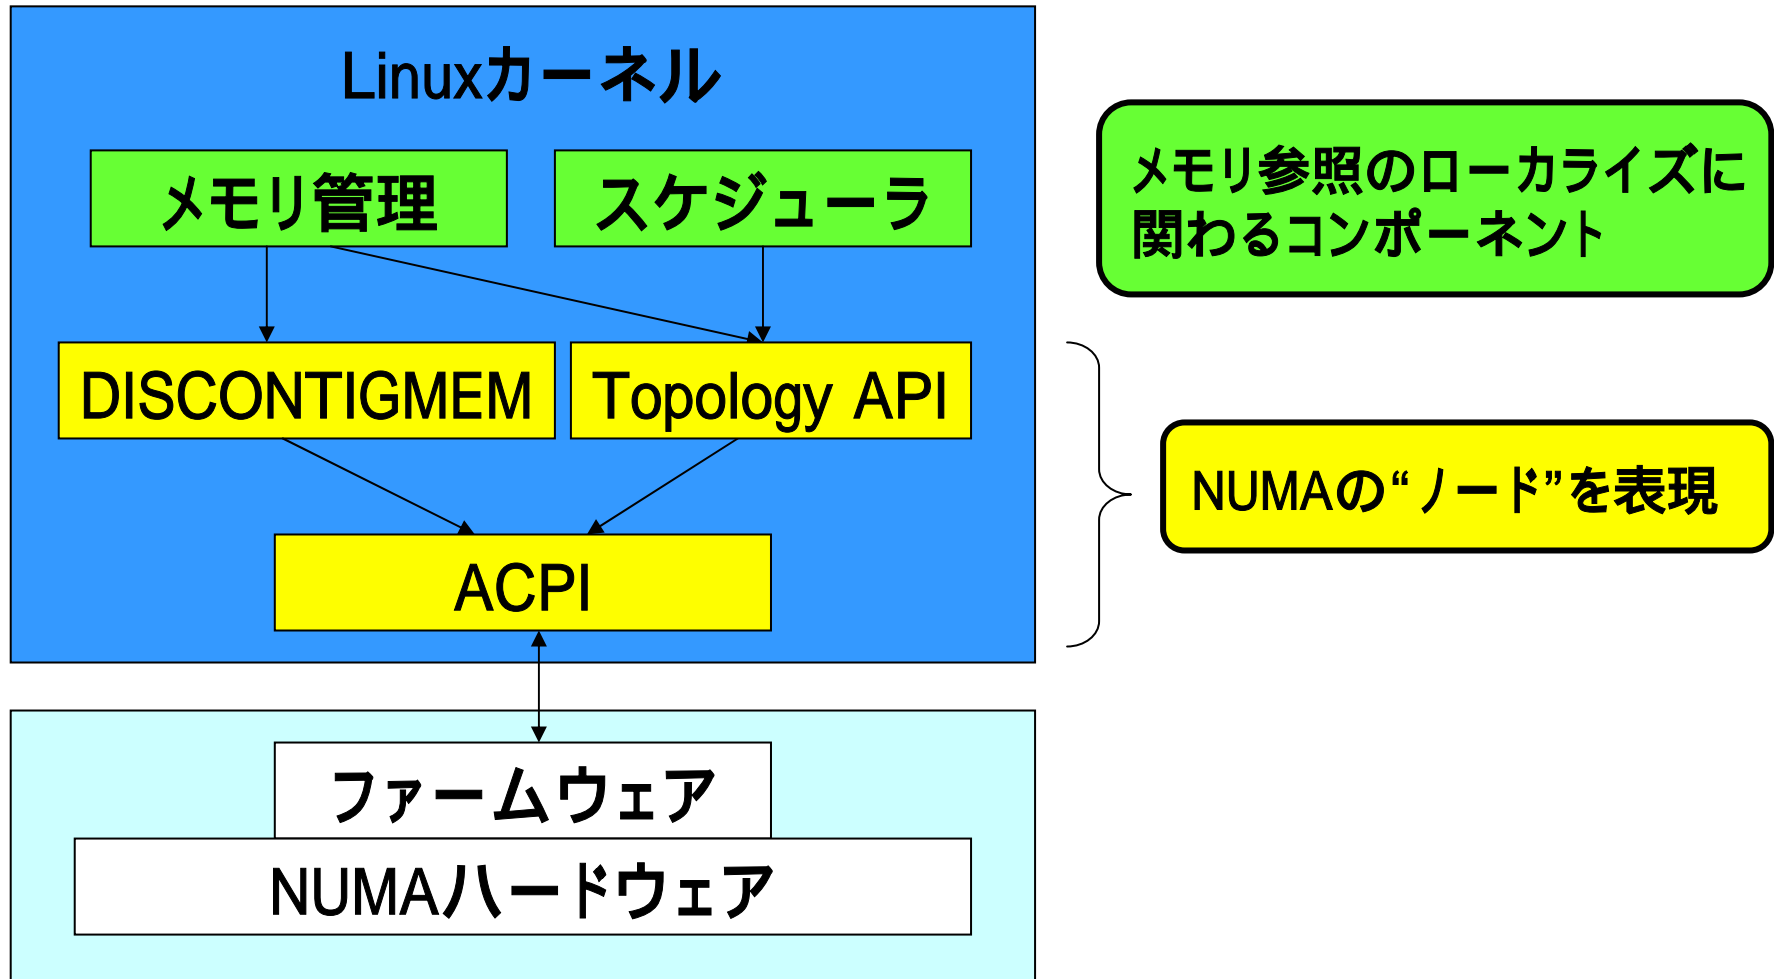 Linuxカーネル
メモリ管理
スケジューラ
メモリ参照のローカライズに
関わるコンポーネント
DISCONTIGMEM
Topology API
NUMAの“ノード”を表現
ACPI
ファームウェア
NUMAハードウェア